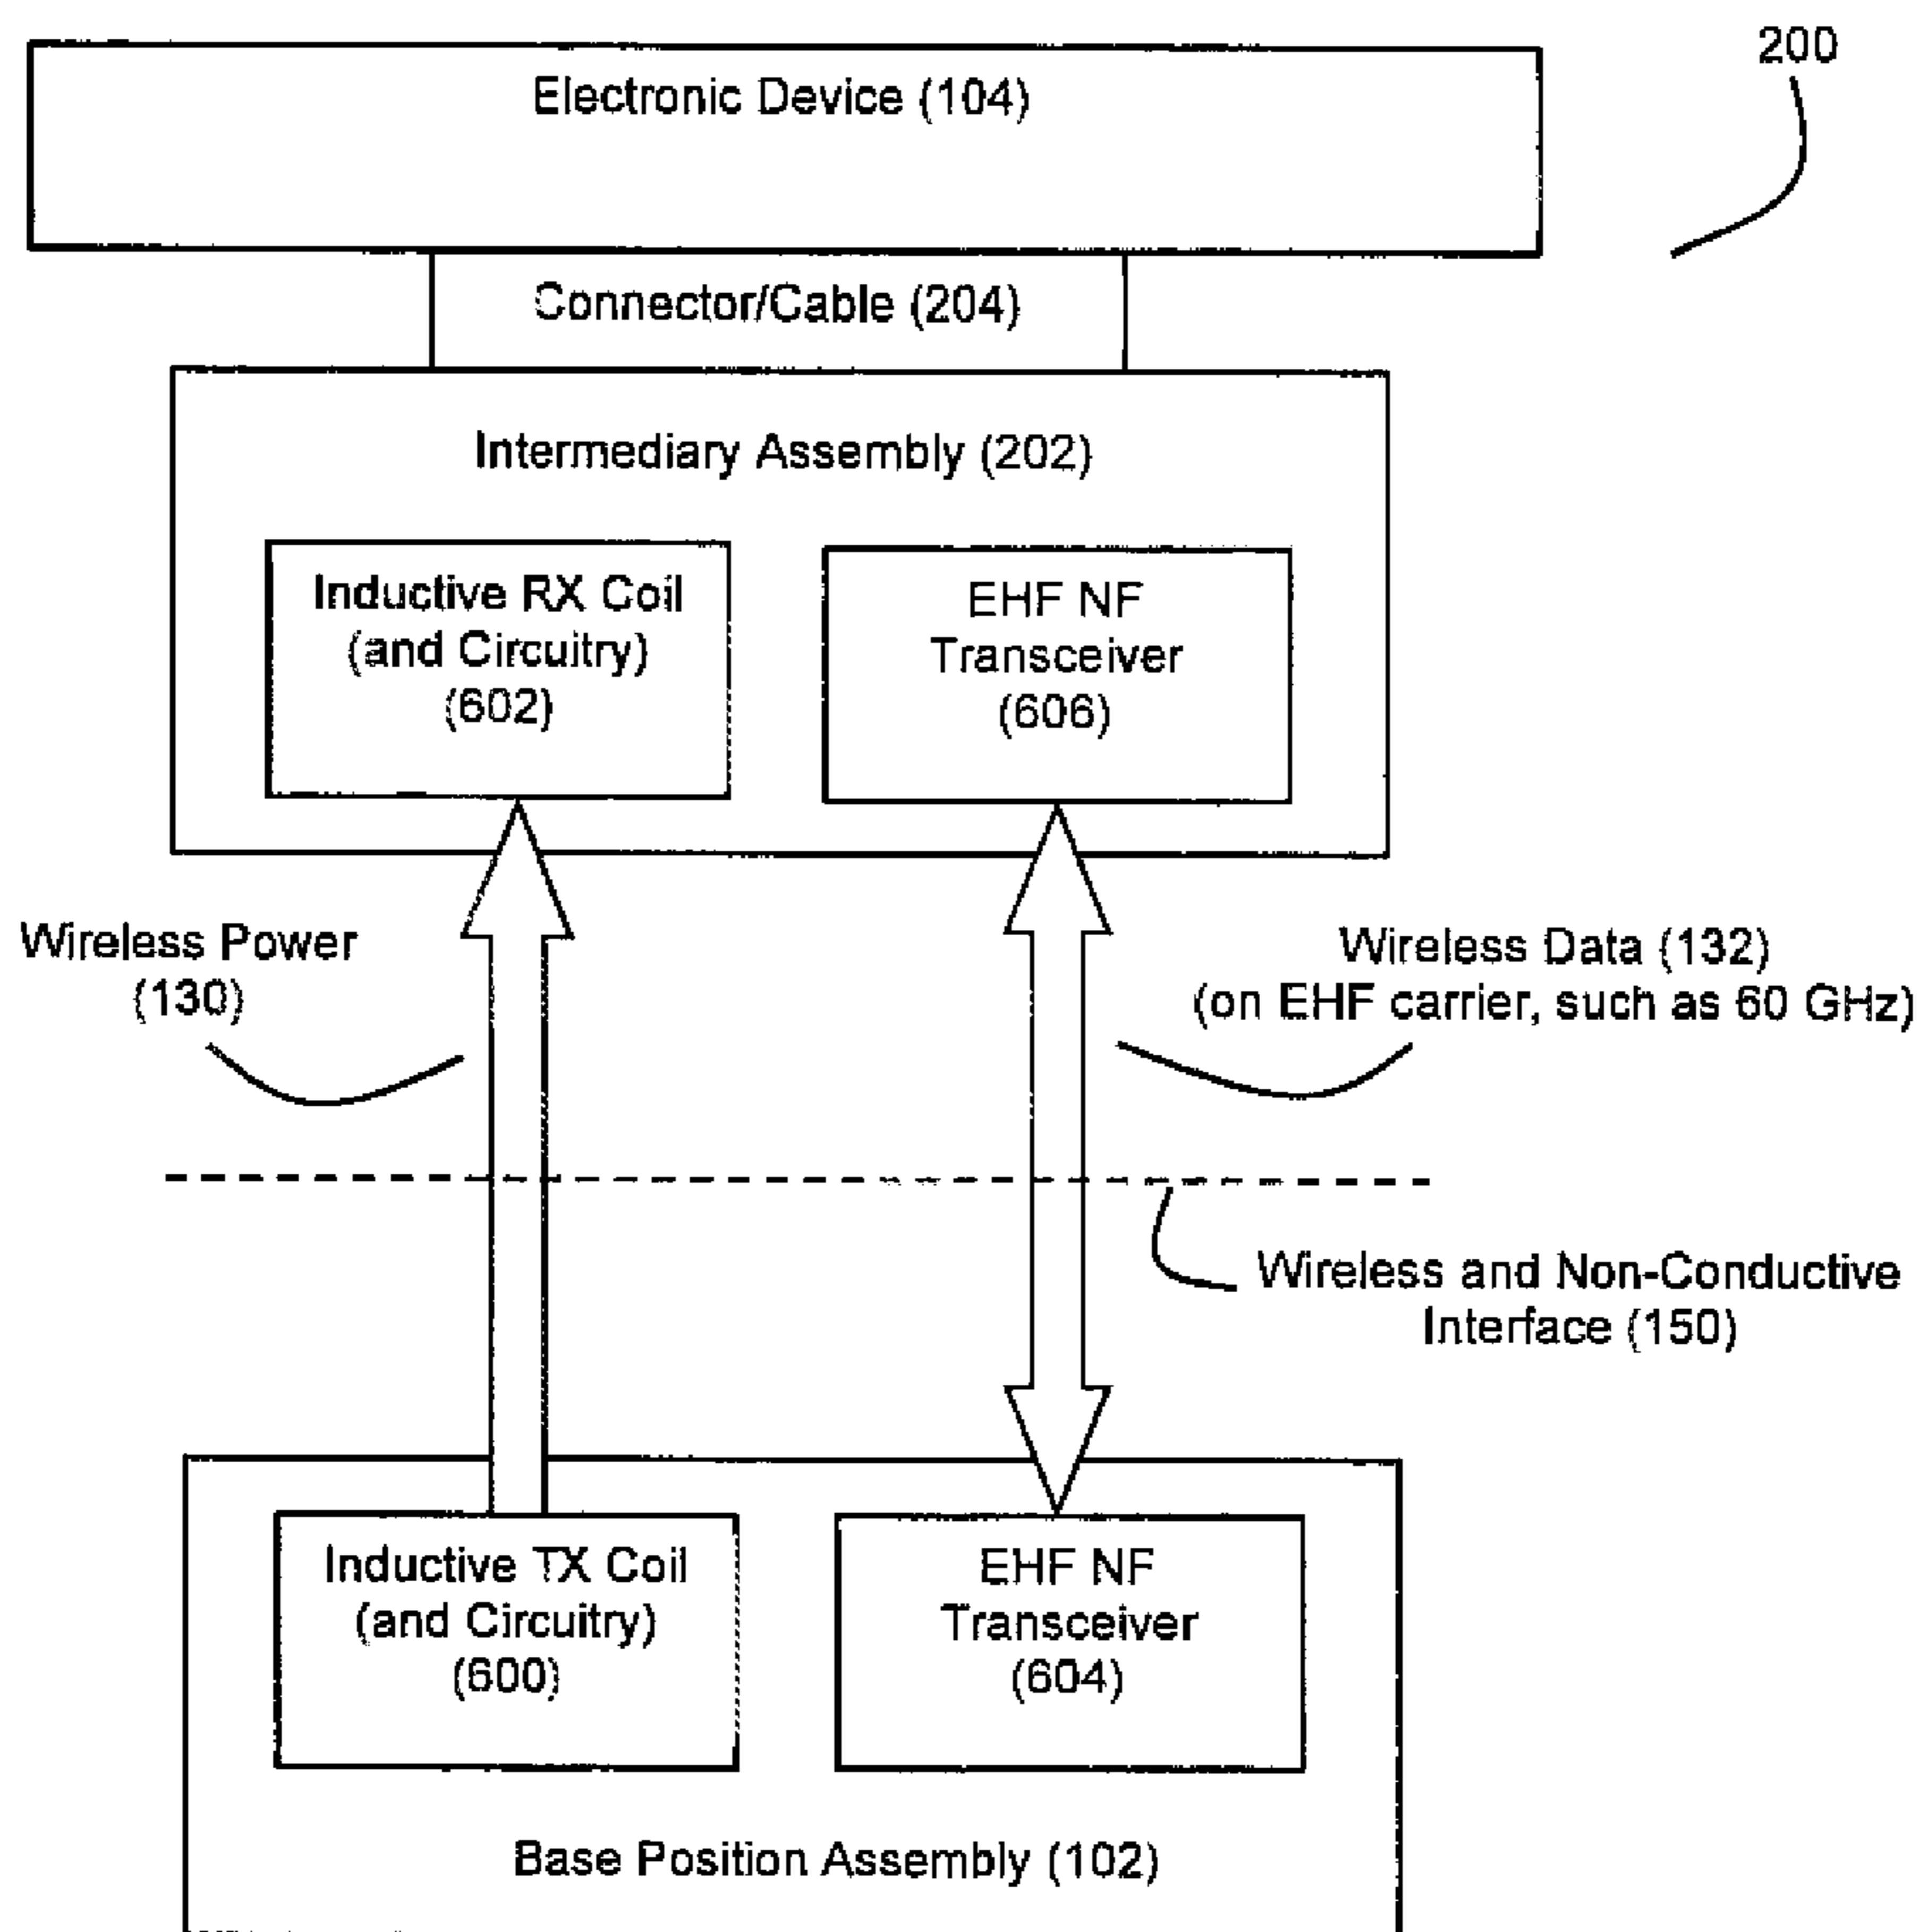 200
Electronic Device (104)
Connector/Cable (204)
Intermediary Assembly (202)
Inductive RX Coil
(and Circuitry)
(602)
EHF NF
Transceiver
(606)
Wireless Power
(130)
Wireless Data (132)
(on EHF carrier, such as 60 GHz)
Wireless and Non-Conductive
Interface (150)
Inductive TX Coil
(and Circuitry)
(600)
EHF NF
Transceiver
(604)
Base Position Assembly (102)